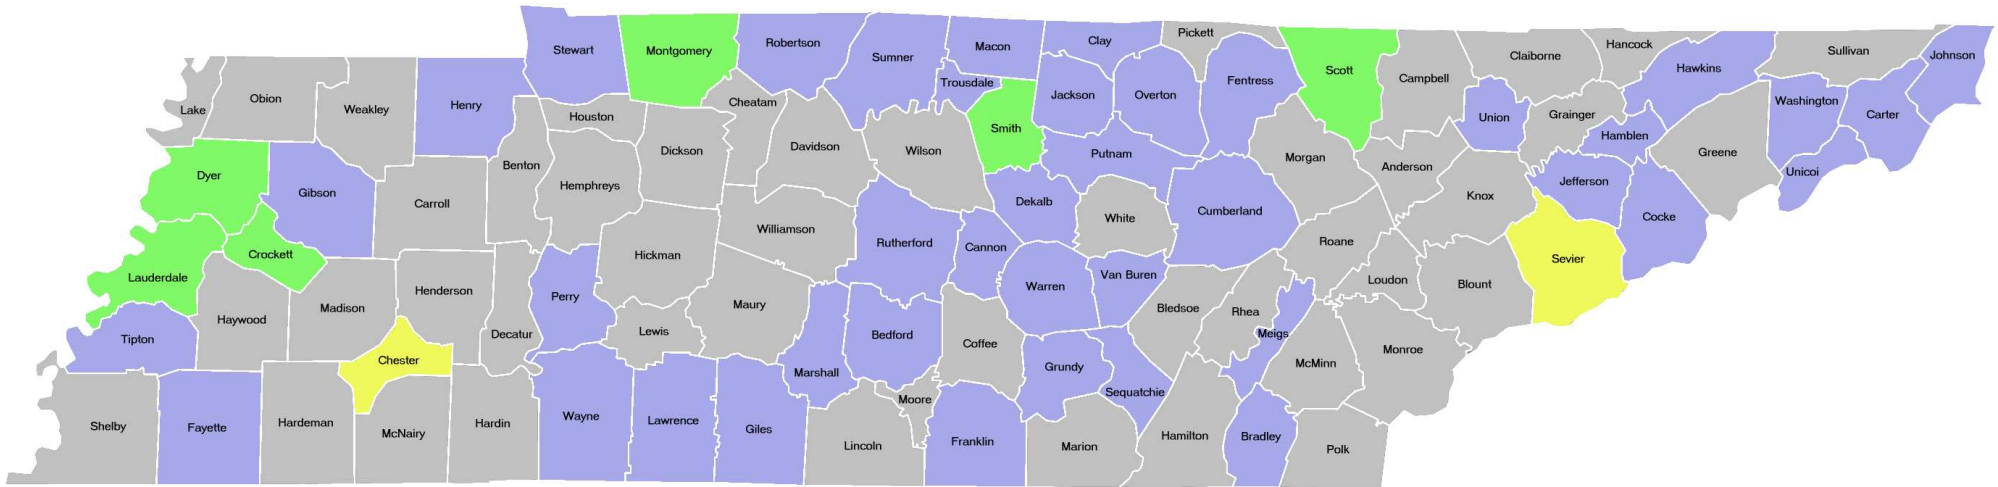 Stewart
Montgomery
Robertson
Sumner
Macon
Clay
Pickett
Scott
Claiborne
Hancock
Sullivan
Johnson
Lake
Obion
Weakley
Henry
Houston
Cheatam
Trousdale
Jackson
Overton
Fentress
Campbell
Hawkins
Washington
Carter
Union
Grainger
Hamblen
Dyer
Gibson
Carroll
Benton
Hemphreys
Dickson
Davidson
Wilson
Smith
Putnam
Morgan
Anderson
Knox
Jefferson
Greene
Unicoi
Cocke
Dekalb
White
Cumberland
Lauderdale
Crockett
Williamson
Rutherford
Cannon
Roane
Sevier
Hickman
Van Buren
Loudon
Blount
Tipton
Haywood
Madison
Henderson
Decatur
Perry
Lewis
Maury
Bedford
Coffee
Warren
Bledsoe
Rhea
Meigs
McMinn
Monroe
Chester
Marshall
Moore
Grundy
Sequatchie
Shelby
Fayette
Hardeman
McNairy
Hardin
Wayne
Lawrence
Giles
Lincoln
Franklin
Marion
Hamilton
Bradley
Polk